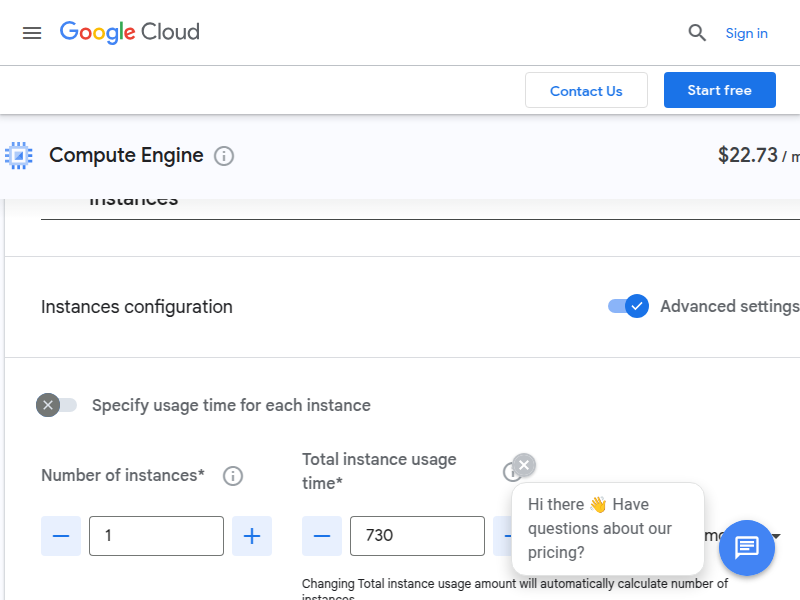 Google Cloud
Sign in
Contact Us
Start free
Compute Engine
$22.73 / m
Instances
Instances configuration
Advanced settings
Specify usage time for each instance
Number of instances*
Total instance usage
time*
1
730
Hi there 👋 Have
questions about our
pricing?
Changing Total instance usage amount will automatically calculate number of
instances